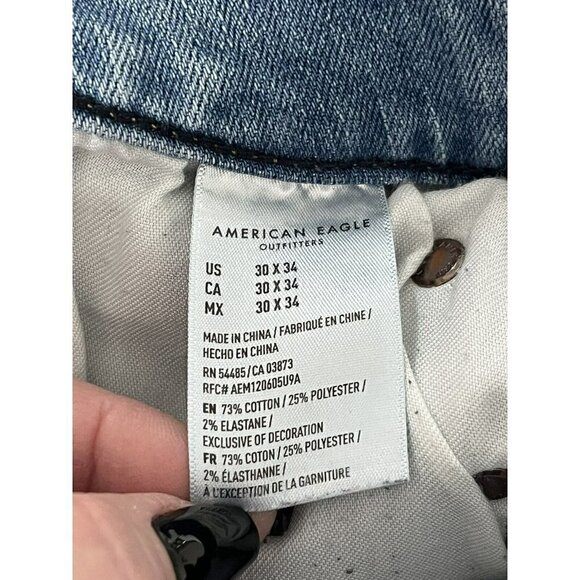 AMERICAN EAGLE
OUTFITTERS
US 30 X 34
CA 30 X 34
MX 30 X 34
MADE IN CHINA / FABRIQUÉ EN CHINE /
HECHO EN CHINA
RN 54485/CA 03873
RFC# AEM120605U9A
EN 73% COTTON / 25% POLYESTER /
2% ELASTANE /
EXCLUSIVE OF DECORATION
FR 73% COTON / 25% POLYESTER /
2% ÉLASTHANNE /
À L'EXCEPTION DE LA GARNITURE